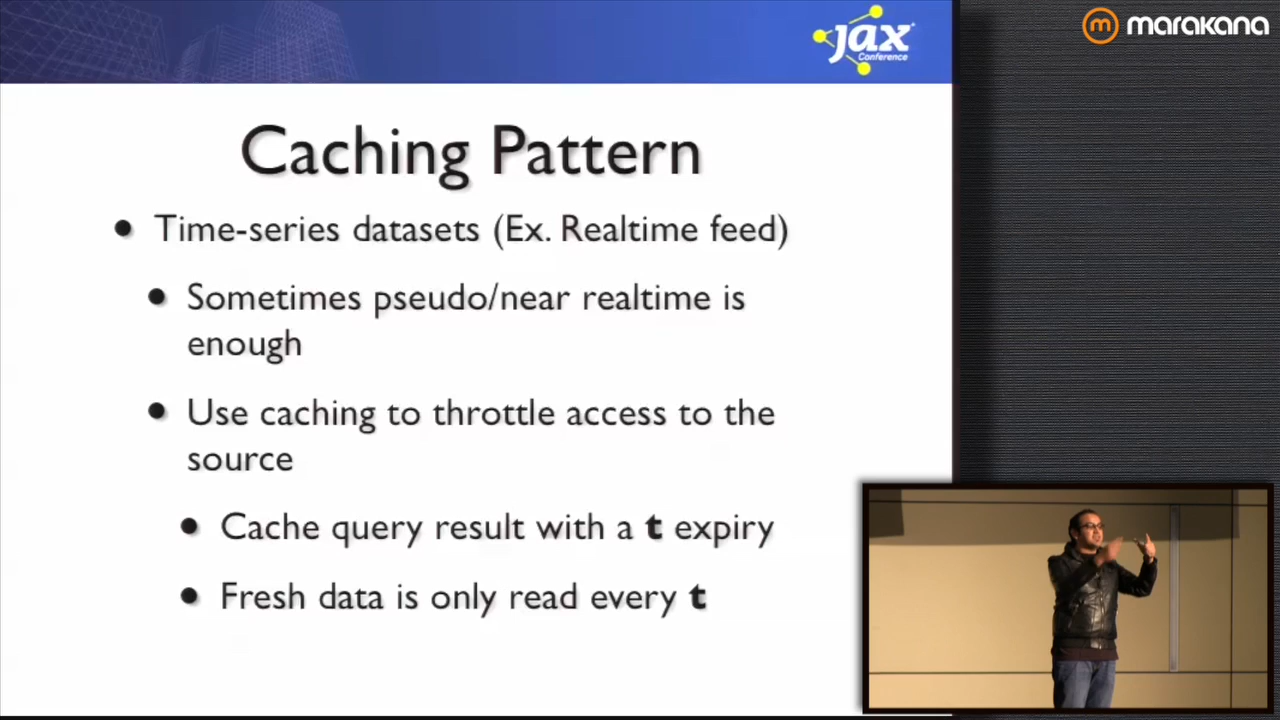 jax
Conference
marakana
Caching Pattern
Time-series datasets (Ex. Realtime feed)
Sometimes pseudo/near realtime is
enough
Use caching to throttle access to the
source
Cache query result with a t expiry
Fresh data is only read every t